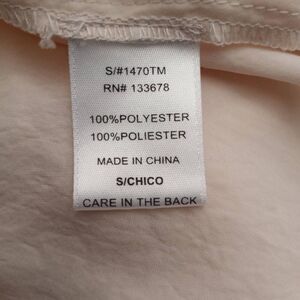 S/#1470TM
RN# 133678
100%POLYESTER
100%POLIESTER
MADE IN CHINA
S/CHICO
CARE IN THE BACK